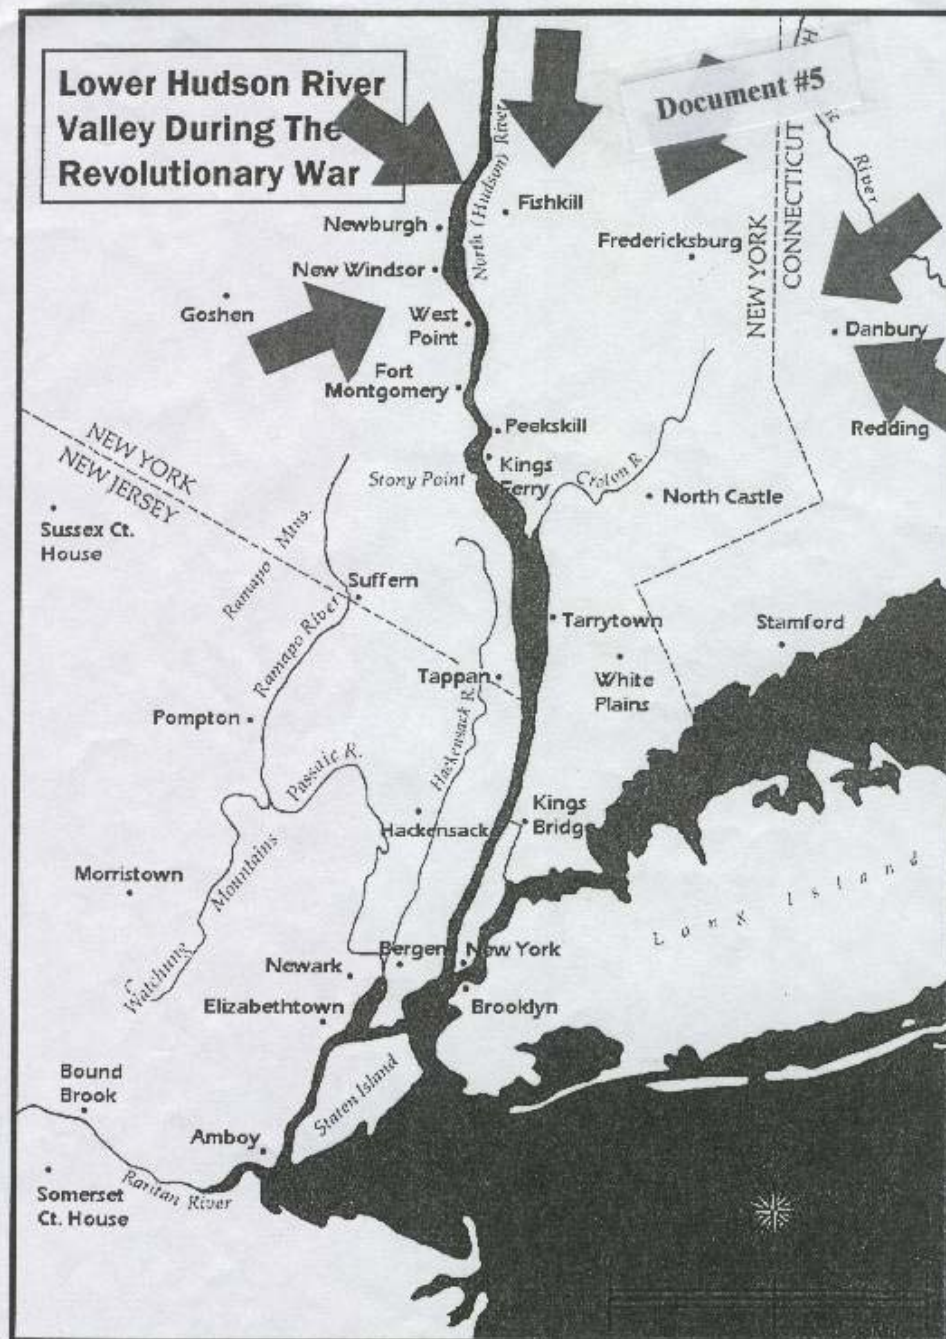 Lower Hudson River
Valley During The
Revolutionary War
Document #5
North (Hudson) River
River
Newburgh
Fishkill
Fredericksburg
New Windsor
NEW YORK
CONNECTICUT
Goshen
West
Point
Danbury
Fort
Montgomery
Redding
Peekskill
NEW YORK
NEW JERSEY
Stony Point
Kings
Ferry
Croton R.
North Castle
Sussex Ct.
House
Ramapo Mtns.
Suffern
Ramapo River
Tarrytown
Stamford
Tappan
White
Plains
Pompton
Hackensack R.
Passaic R.
Kings
Bridge
Hackensack
Morristown
Watchung Mountains
Long Island
Bergen
New York
Newark
Elizabethtown
Brooklyn
Bound
Brook
Staten Island
Amboy
Raritan River
Somerset
Ct. House